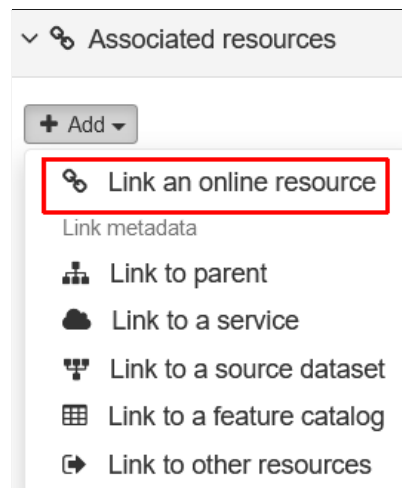 Associated resources
+ Add
Link an online resource
Link metadata
Link to parent
Link to a service
Link to a source dataset
Link to a feature catalog
Link to other resources